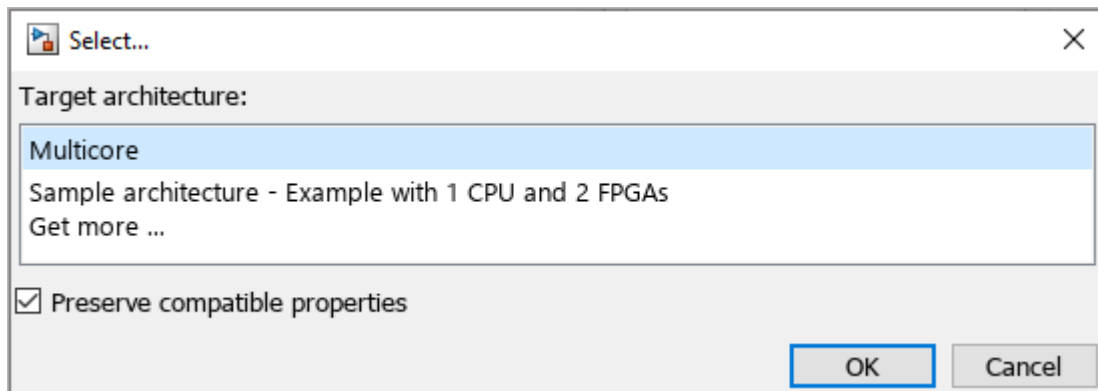 Select...
Target architecture:
Multicore
Sample architecture - Example with 1 CPU and 2 FPGAs
Get more ...
Preserve compatible properties
OK Cancel